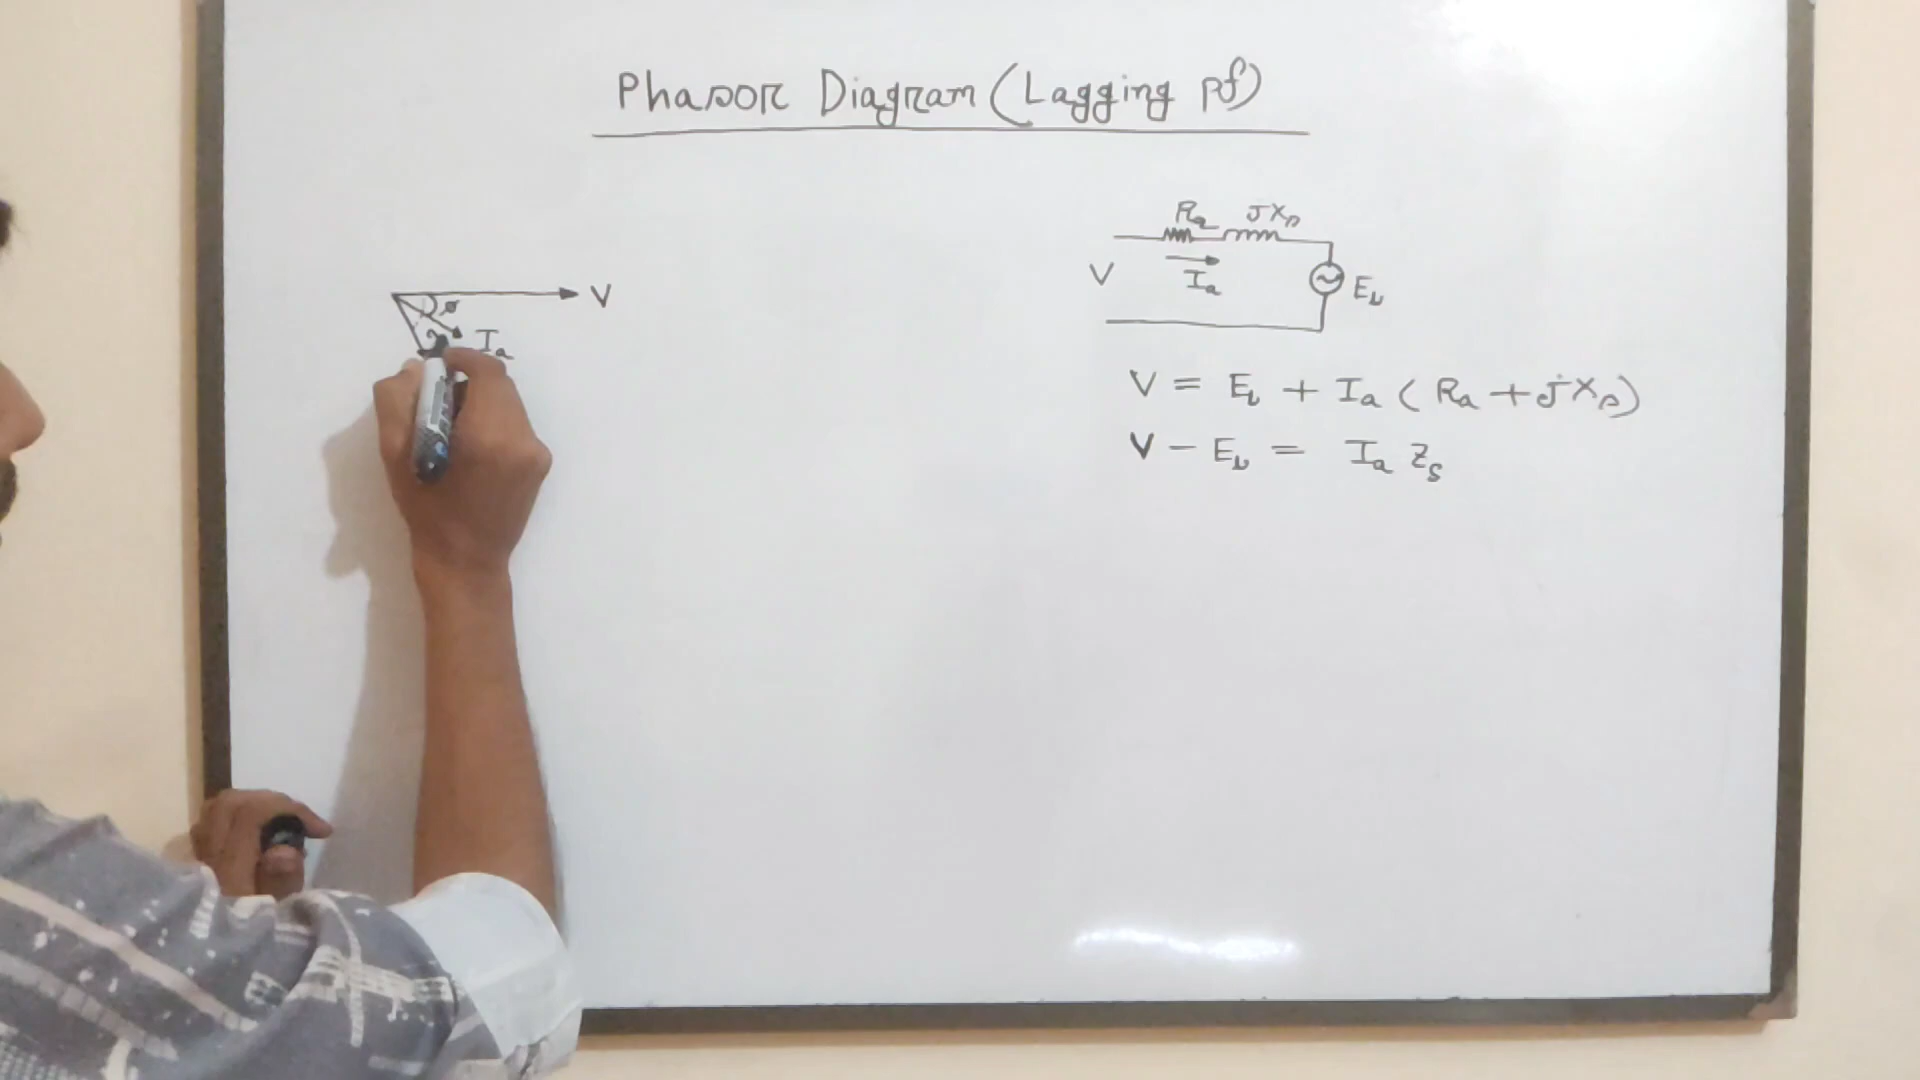 Phasor Diagram (Lagging pf)
Ra jXs
V Ia Eb
V
φ
Ia
V = Eb + Ia (Ra + jXs)
V - Eb = Ia Zs